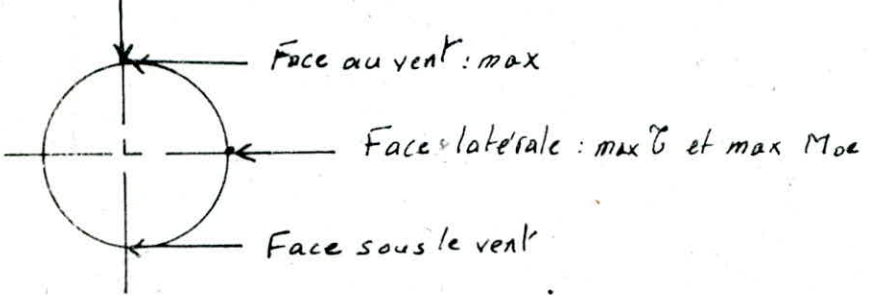 Face au vent : max
Face latérale : max τ et max Moe
Face sous le vent